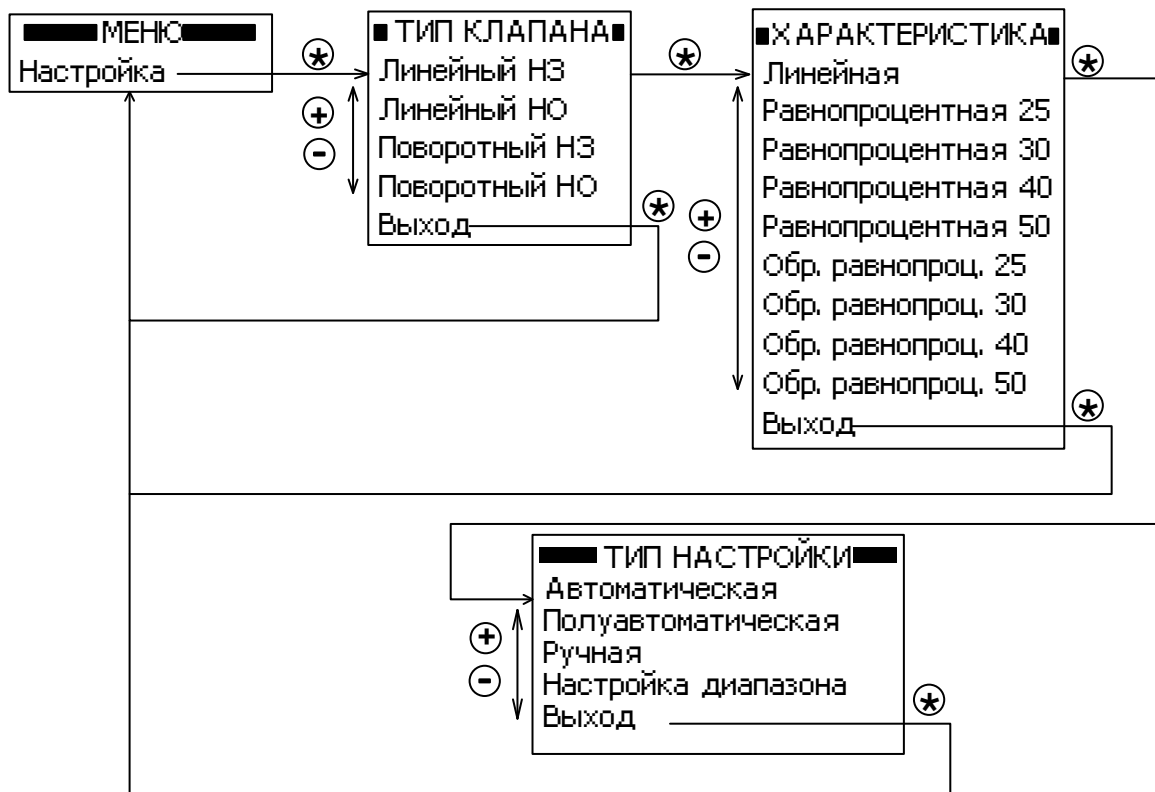 МЕНЮ
Настройка
ТИП КЛАПАНА
Линейный НЗ
Линейный НО
Поворотный НЗ
Поворотный НО
Выход
ХАРАКТЕРИСТИКА
Линейная
Равнопроцентная 25
Равнопроцентная 30
Равнопроцентная 40
Равнопроцентная 50
Обр. равнопроц. 25
Обр. равнопроц. 30
Обр. равнопроц. 40
Обр. равнопроц. 50
Выход
ТИП НАСТРОЙКИ
Автоматическая
Полуавтоматическая
Ручная
Настройка диапазона
Выход